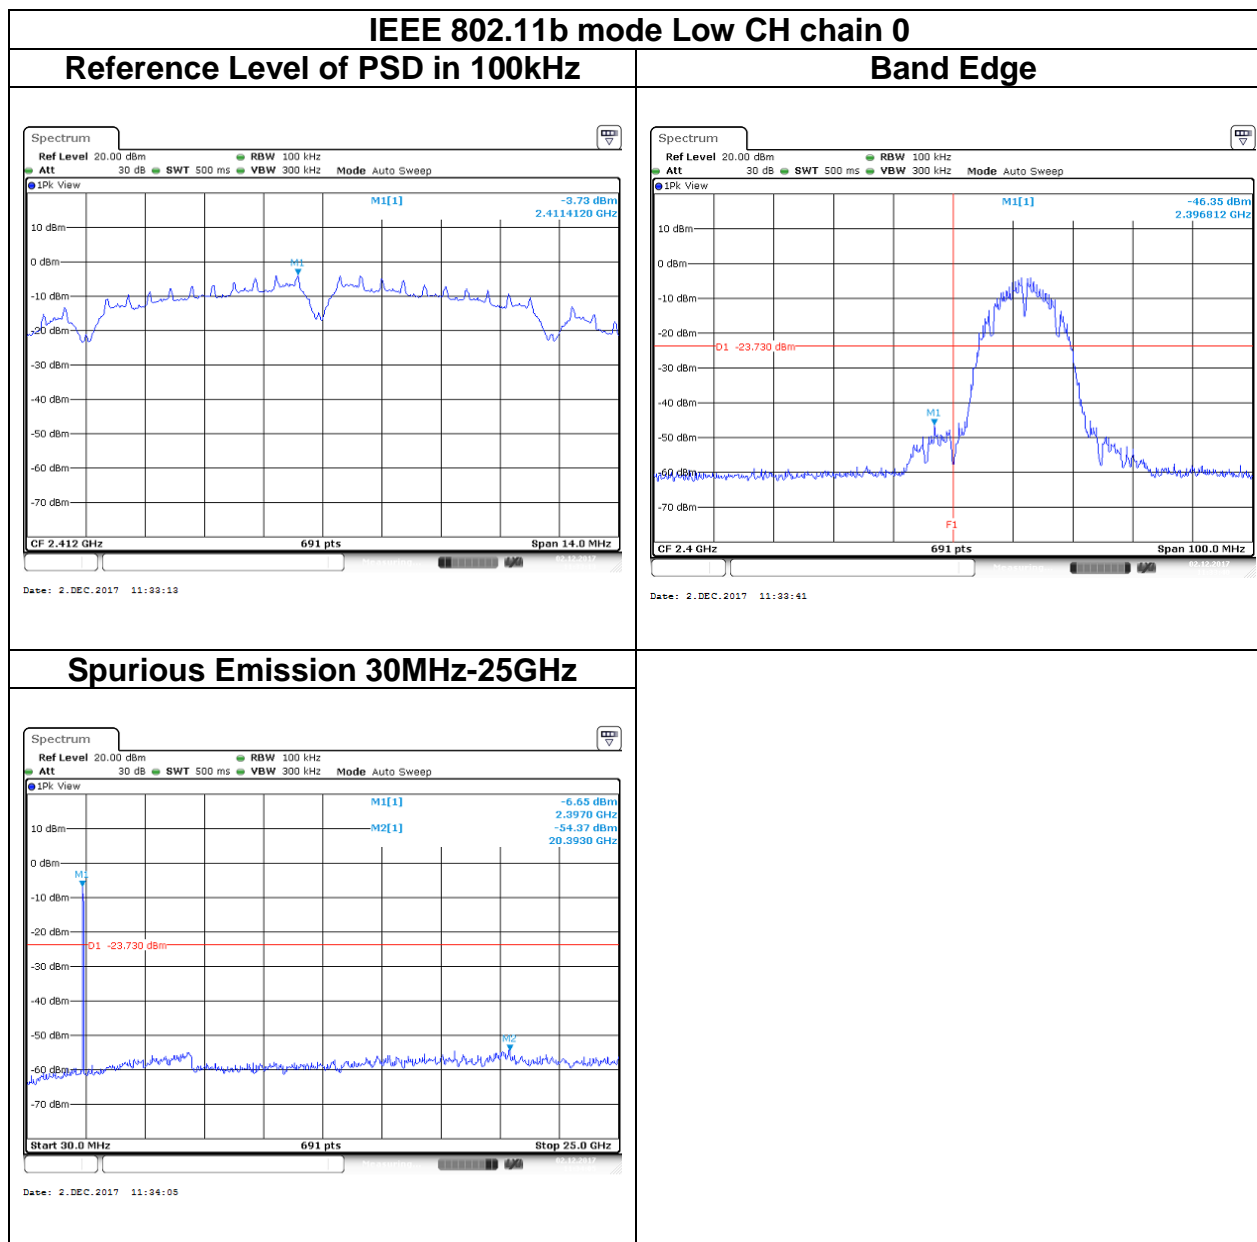 IEEE 802.11b mode Low CH chain 0
Reference Level of PSD in 100kHz
Band Edge
Spectrum
Ref Level 20.00 dBm RBW 100 kHz
Att 30 dB SWT 500 ms VBW 300 kHz Mode Auto Sweep
1Pk View
M1[1] -3.73 dBm
2.4114120 GHz
10 dBm
M1
0 dBm
-10 dBm
-20 dBm
-30 dBm
-40 dBm
-50 dBm
-60 dBm
-70 dBm
CF 2.412 GHz 691 pts Span 14.0 MHz
Measuring... 02.12.2017
Date: 2.DEC.2017 11:33:13
Spectrum
Ref Level 20.00 dBm RBW 100 kHz
Att 30 dB SWT 500 ms VBW 300 kHz Mode Auto Sweep
1Pk View
M1[1] -46.35 dBm
2.396812 GHz
10 dBm
0 dBm
-10 dBm
-20 dBm
D1 -23.730 dBm
-30 dBm
-40 dBm
M1
-50 dBm
-60 dBm
-70 dBm
F1
CF 2.4 GHz 691 pts Span 100.0 MHz
Measuring... 02.12.2017
Date: 2.DEC.2017 11:33:41
Spurious Emission 30MHz-25GHz
Spectrum
Ref Level 20.00 dBm RBW 100 kHz
Att 30 dB SWT 500 ms VBW 300 kHz Mode Auto Sweep
1Pk View
M1[1] -6.65 dBm
2.3970 GHz
10 dBm
M2[1] -54.37 dBm
20.3930 GHz
0 dBm
M1
-10 dBm
-20 dBm
D1 -23.730 dBm
-30 dBm
-40 dBm
-50 dBm
M2
-60 dBm
-70 dBm
Start 30.0 MHz 691 pts Stop 25.0 GHz
Measuring... 02.12.2017
Date: 2.DEC.2017 11:34:05